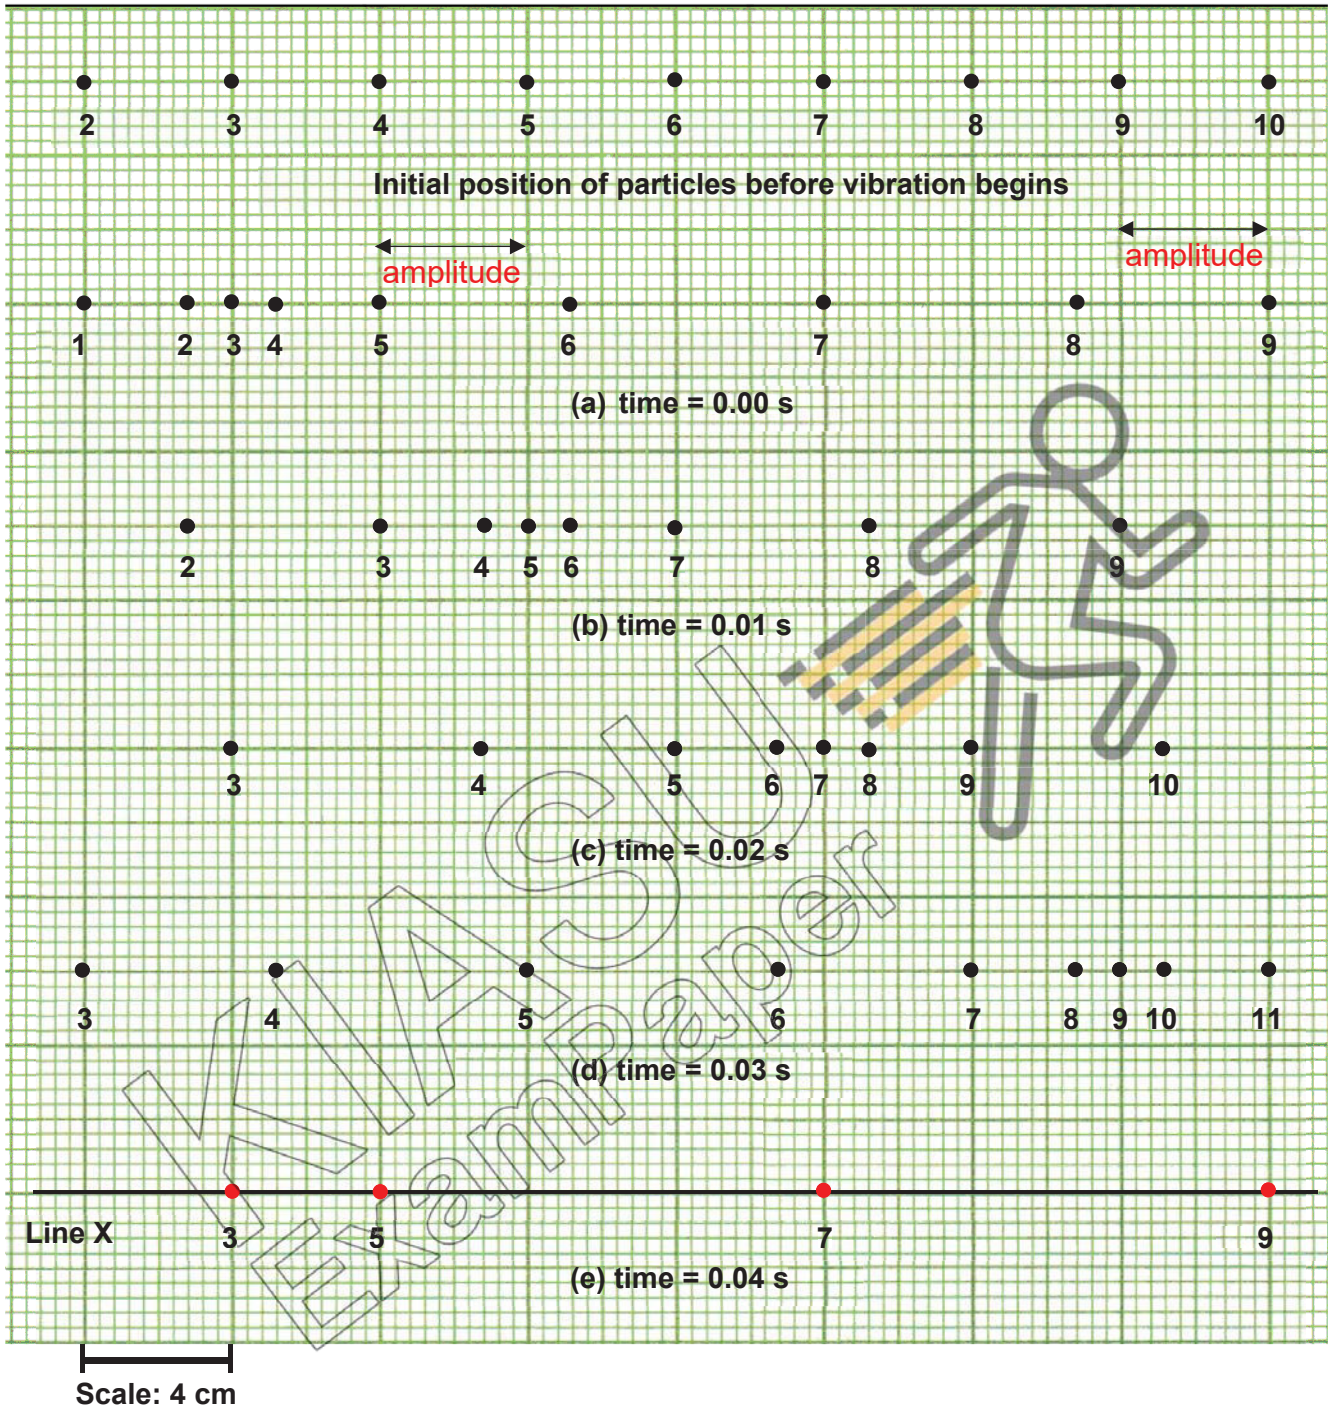 2 3 4 5 6 7 8 9 10
Initial position of particles before vibration begins
amplitude amplitude
1 2 3 4 5 6 7 8 9
(a) time = 0.00 s
2 3 4 5 6 7 8 9
(b) time = 0.01 s
3 4 5 6 7 8 9 10
(c) time = 0.02 s
3 4 5 6 7 8 9 10 11
(d) time = 0.03 s
Line X 3 5 7 9
(e) time = 0.04 s
Scale: 4 cm
KIASU
ExamPaper